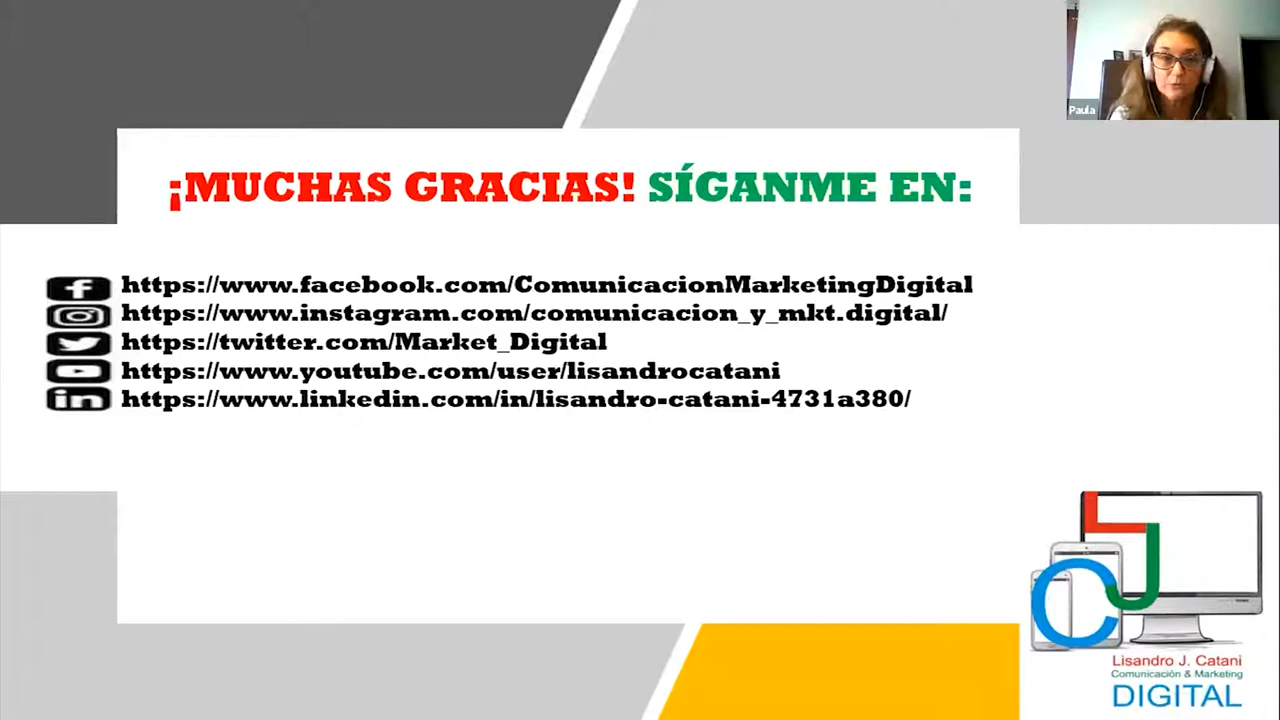 Paula
¡MUCHAS GRACIAS! SÍGANME EN:
https://www.facebook.com/ComunicacionMarketingDigital
https://www.instagram.com/comunicacion_y_mkt.digital/
https://twitter.com/Market_Digital
https://www.youtube.com/user/lisandrocatani
https://www.linkedin.com/in/lisandro-catani-4731a380/
LJC
Lisandro J. Catani
Comunicación & Marketing
DIGITAL